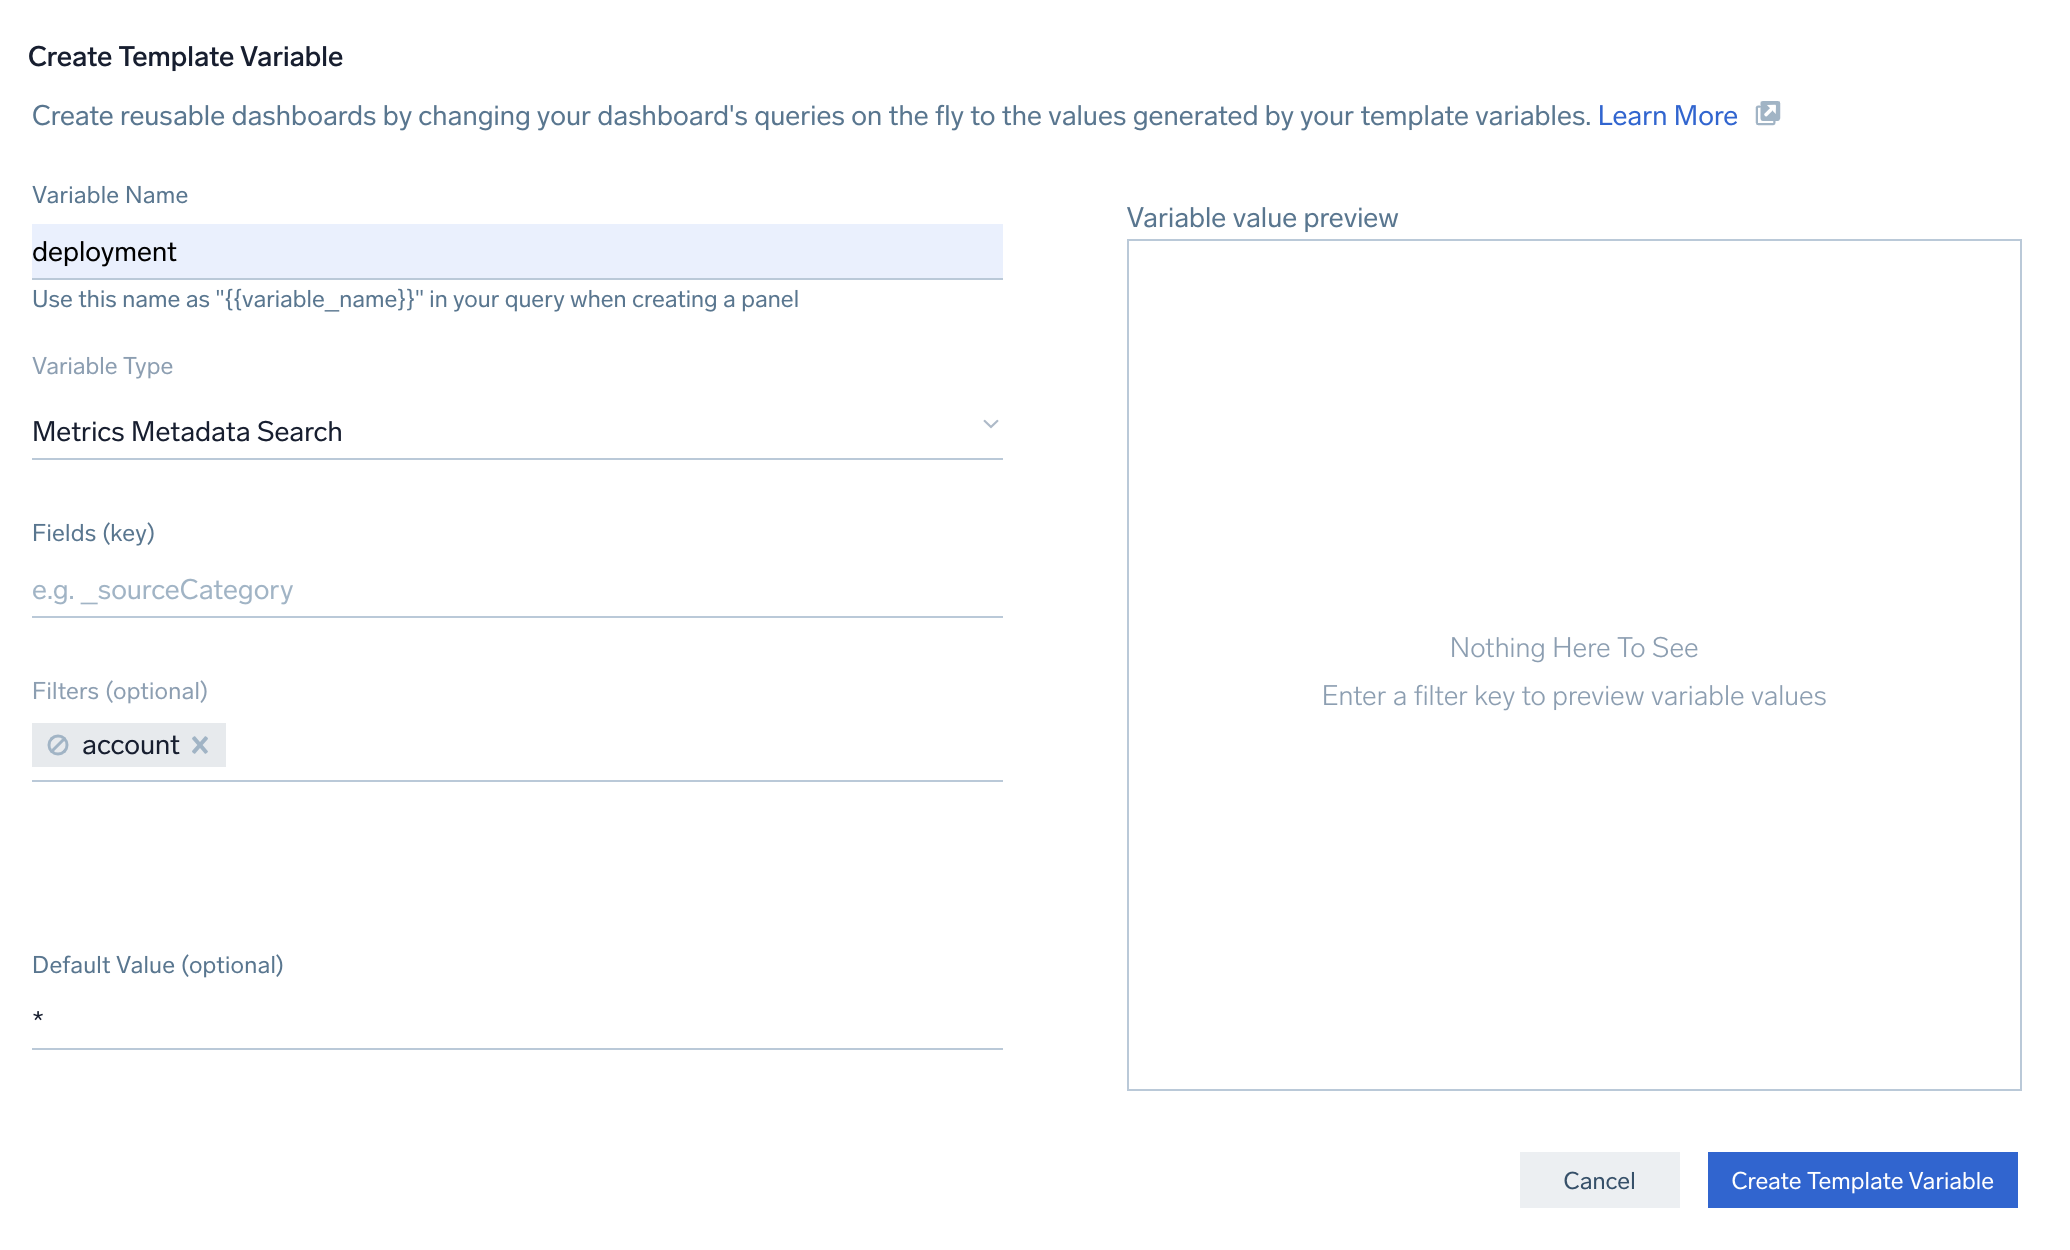 Create Template Variable
Create reusable dashboards by changing your dashboard's queries on the fly to the values generated by your template variables. Learn More
Variable Name
deployment
Use this name as "{{variable_name}}" in your query when creating a panel
Variable Type
Metrics Metadata Search
Fields (key)
e.g. _sourceCategory
Filters (optional)
account
Default Value (optional)
*
Variable value preview
Nothing Here To See
Enter a filter key to preview variable values
Cancel
Create Template Variable